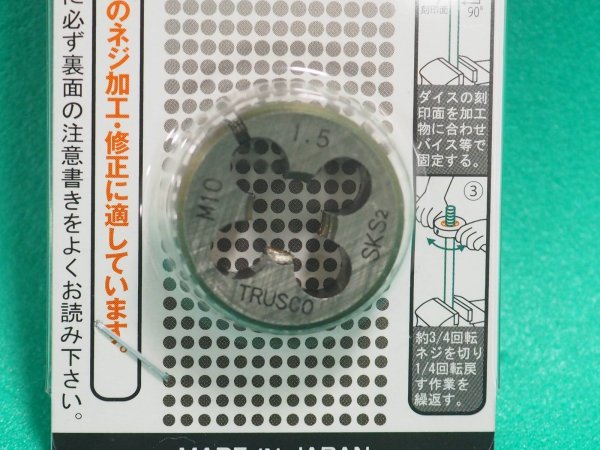 のネジ加工・修正に適しています。
に必ず裏面の注意書きをよくお読み下さい。
1.5
M10
SKS2
TRUSCO
刻印面
90°
ダイスの刻
印面を加工
物に合わせ
バイス等で
固定する。
③
約3/4回転
ネジを切り
1/4回転戻
す作業を
繰返す。
MADE IN JAPAN